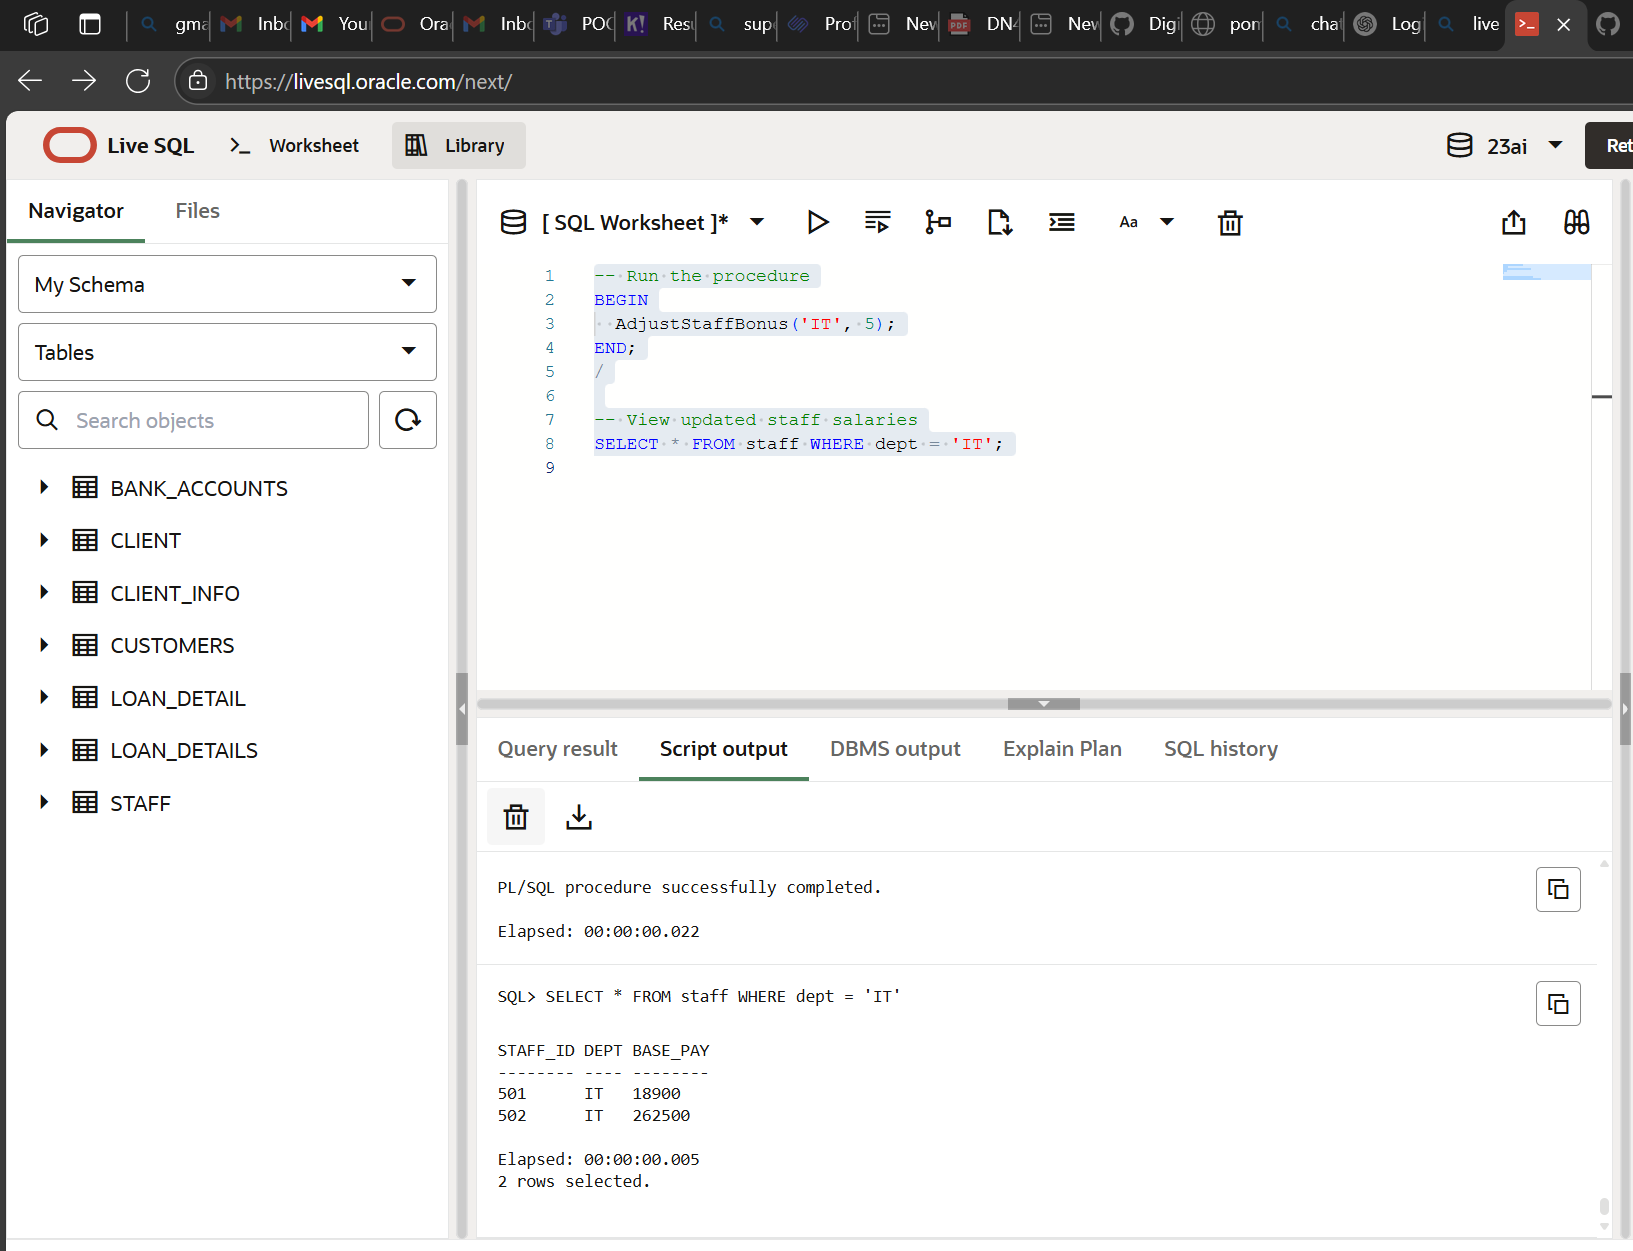 gma
Inbo
You
Ora
Inbo
POC
Resu
sup
Prof
New
DN4
New
Digi
pom
chat
Log
live
https://livesql.oracle.com/next/
Live SQL
Worksheet
Library
23ai
Ret
Navigator
Files
[ SQL Worksheet ]*
Aa
My Schema
Tables
Search objects
BANK_ACCOUNTS
CLIENT
CLIENT_INFO
CUSTOMERS
LOAN_DETAIL
LOAN_DETAILS
STAFF
1 -- Run the procedure
2 BEGIN
3 AdjustStaffBonus('IT', 5);
4 END;
5 /
6
7 -- View updated staff salaries
8 SELECT * FROM staff WHERE dept = 'IT';
9
Query result
Script output
DBMS output
Explain Plan
SQL history
PL/SQL procedure successfully completed.
Elapsed: 00:00:00.022
SQL> SELECT * FROM staff WHERE dept = 'IT'
STAFF_ID DEPT BASE_PAY
-------- ---- --------
501 IT 18900
502 IT 262500
Elapsed: 00:00:00.005
2 rows selected.